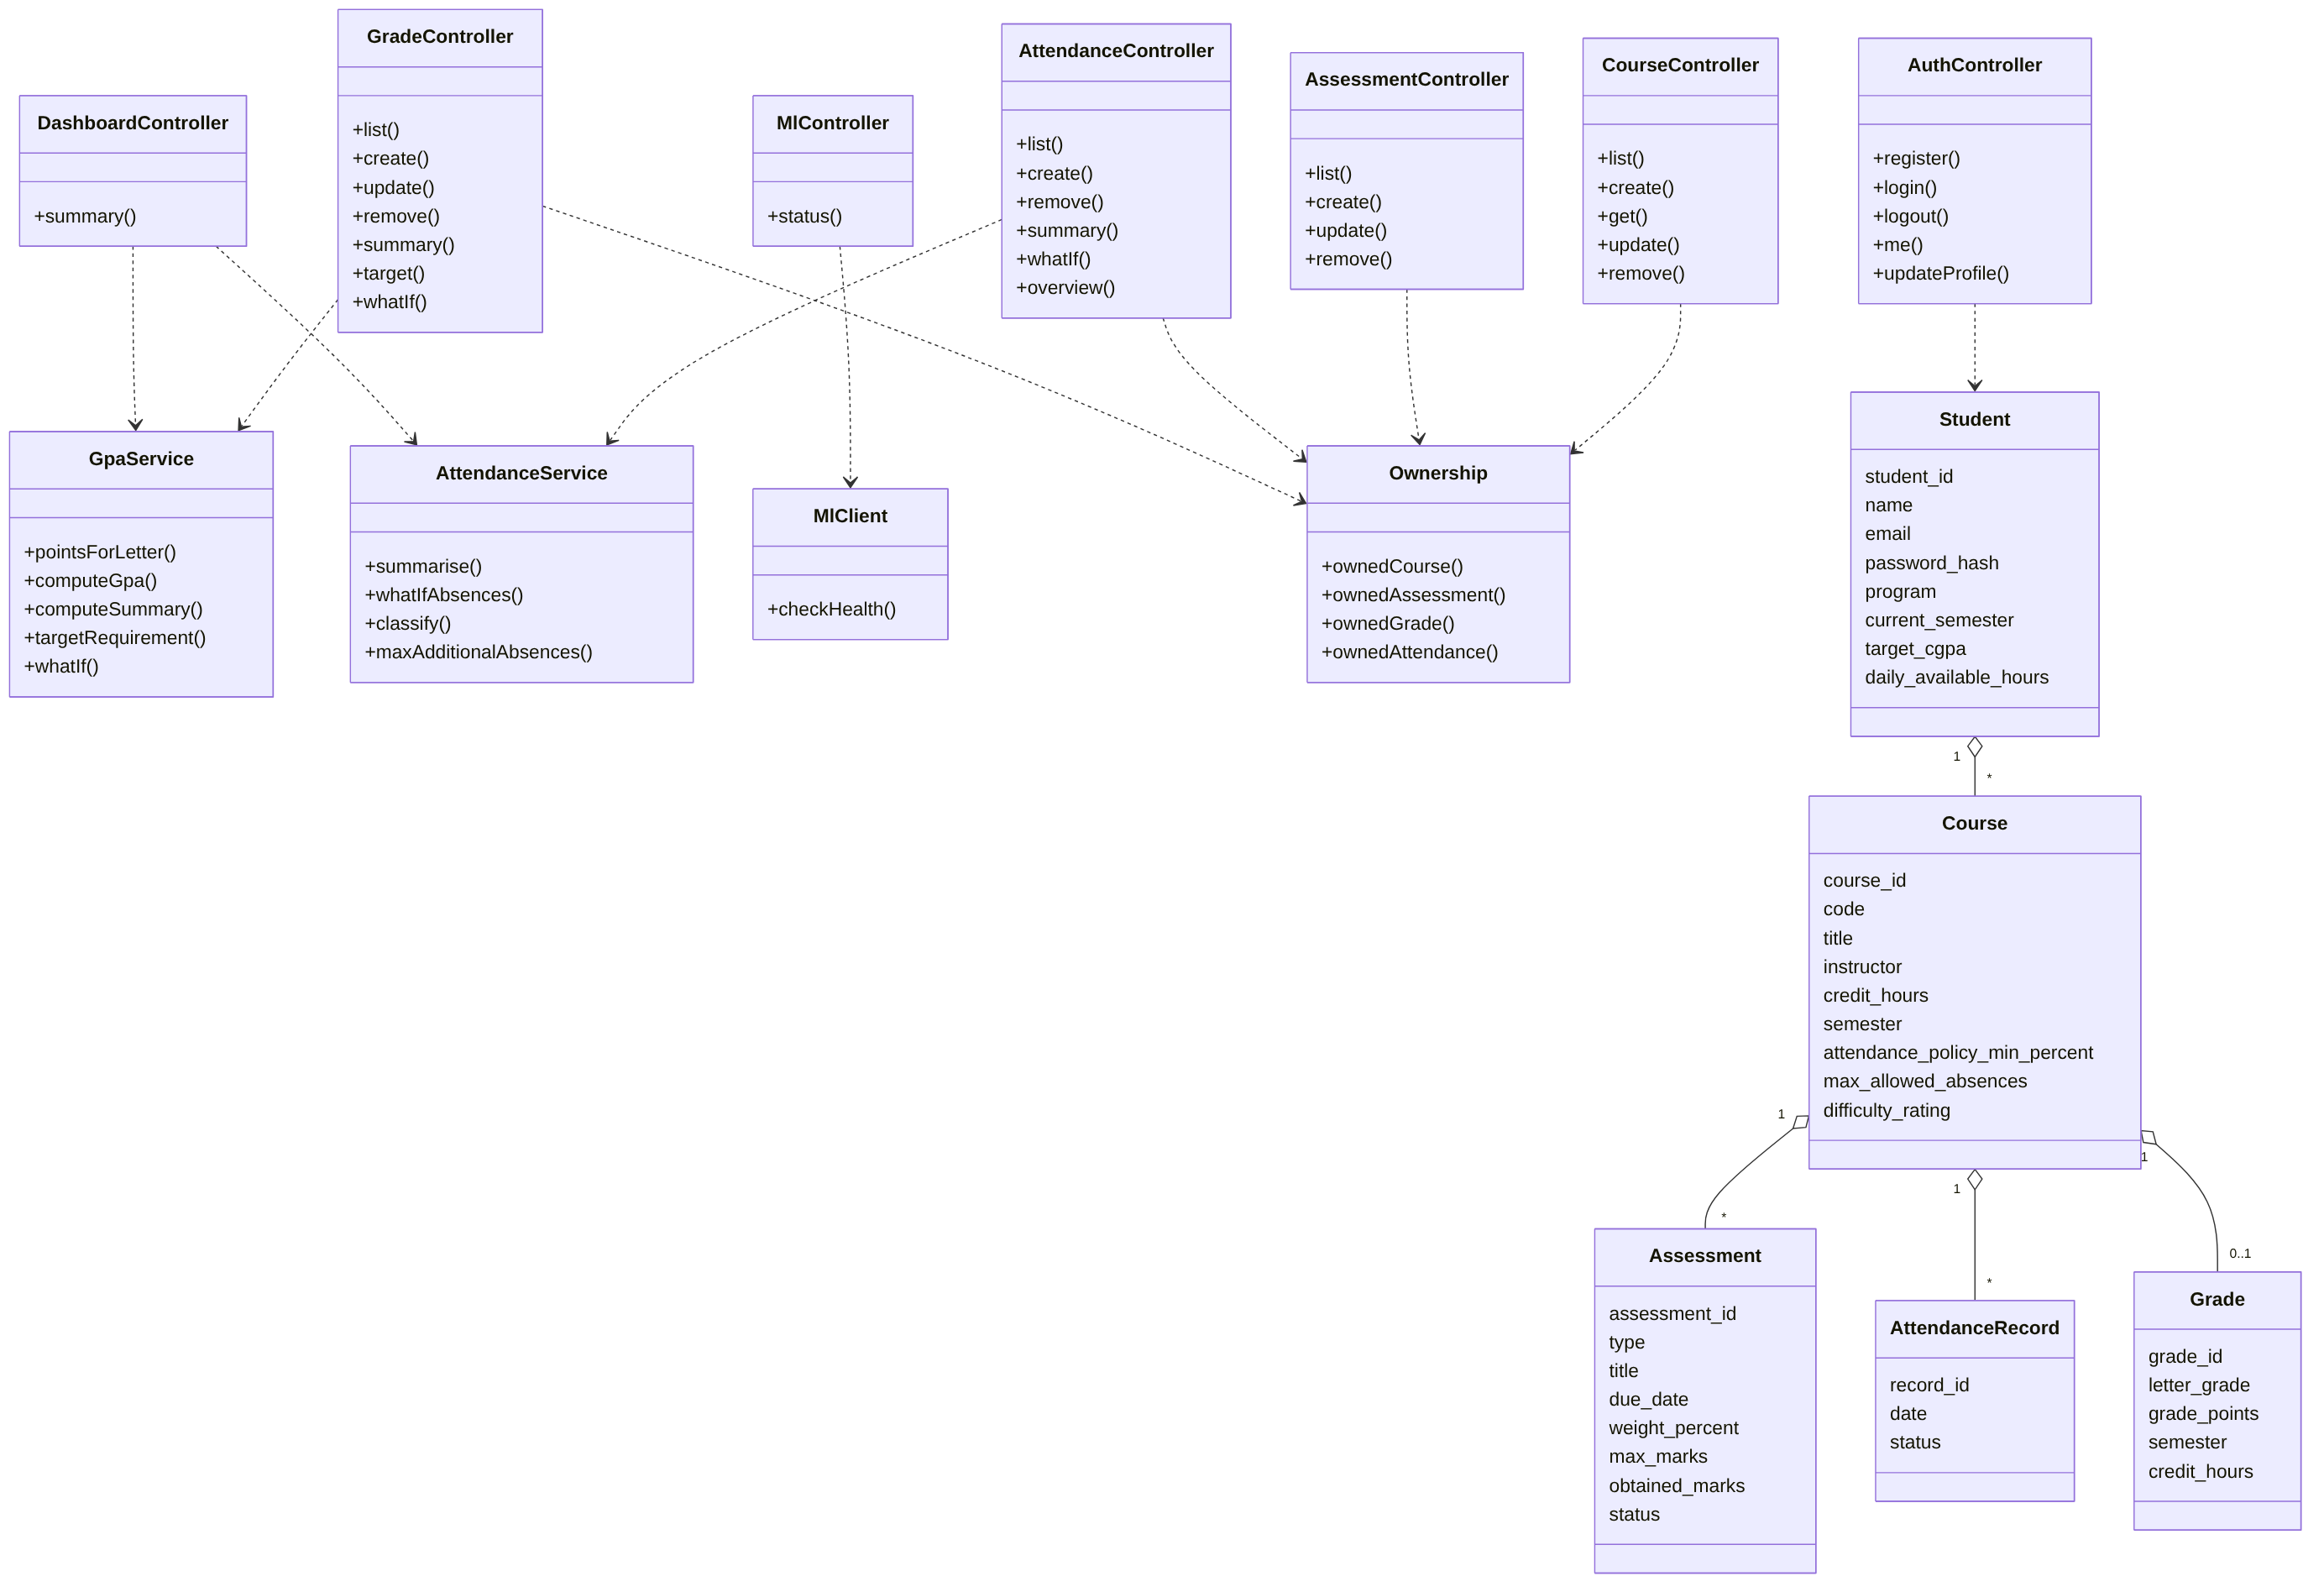 DashboardController
+summary()
GradeController
+list()
+create()
+update()
+remove()
+summary()
+target()
+whatIf()
MlController
+status()
AttendanceController
+list()
+create()
+remove()
+summary()
+whatIf()
+overview()
AssessmentController
+list()
+create()
+update()
+remove()
CourseController
+list()
+create()
+get()
+update()
+remove()
AuthController
+register()
+login()
+logout()
+me()
+updateProfile()
GpaService
+pointsForLetter()
+computeGpa()
+computeSummary()
+targetRequirement()
+whatIf()
AttendanceService
+summarise()
+whatIfAbsences()
+classify()
+maxAdditionalAbsences()
MlClient
+checkHealth()
Ownership
+ownedCourse()
+ownedAssessment()
+ownedGrade()
+ownedAttendance()
Student
student_id
name
email
password_hash
program
current_semester
target_cgpa
daily_available_hours
1
*
Course
course_id
code
title
instructor
credit_hours
semester
attendance_policy_min_percent
max_allowed_absences
difficulty_rating
1
1
1
*
*
0..1
Assessment
assessment_id
type
title
due_date
weight_percent
max_marks
obtained_marks
status
AttendanceRecord
record_id
date
status
Grade
grade_id
letter_grade
grade_points
semester
credit_hours